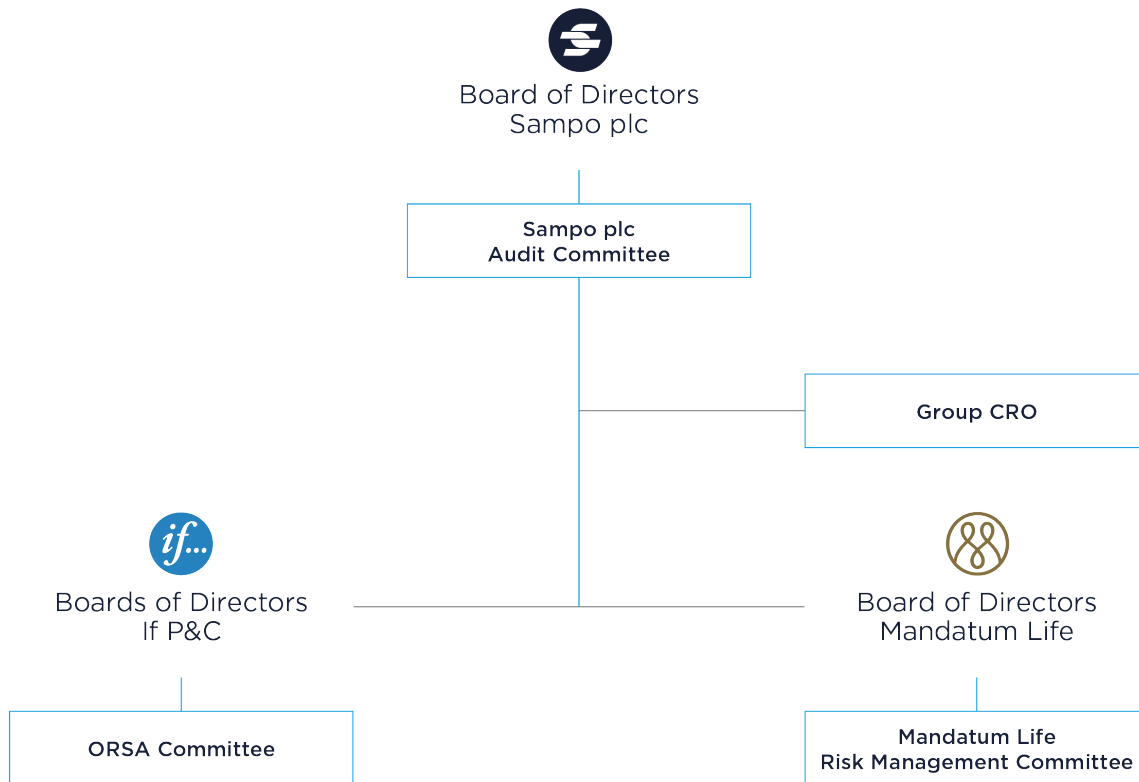 Board of Directors
Sampo plc
Sampo plc
Audit Committee
Group CRO
if...
Boards of Directors
If P&C
Board of Directors
Mandatum Life
ORSA Committee
Mandatum Life
Risk Management Committee